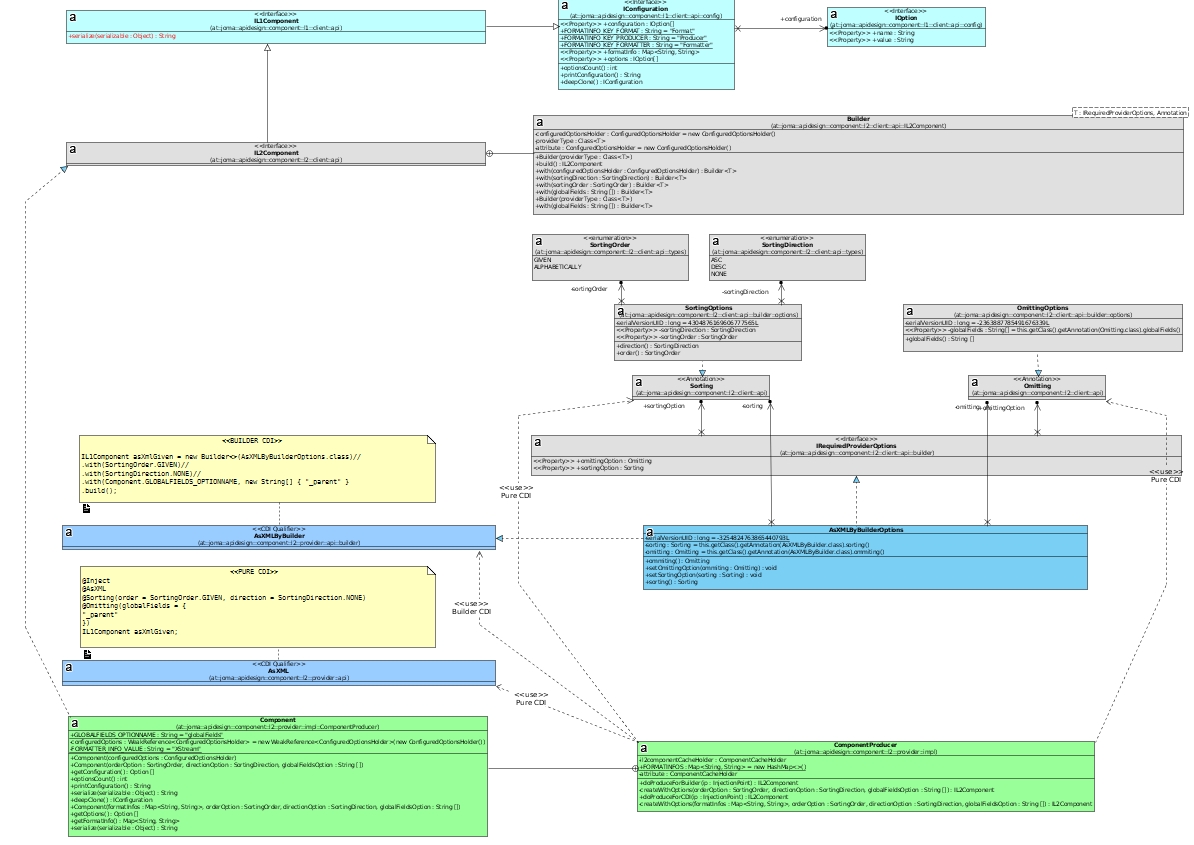 a
<<Interface>>
IL1Component
(at::joma::apidesign::component::l1::client::api)
+serialize(serializable : Object) : String
a
<<Interface>>
IConfiguration
(at::joma::apidesign::component::l1::client::api::config)
<<Property>> +configuration : IOption[]
+FORMATINFO_KEY_FORMAT : String = "Format"
+FORMATINFO_KEY_PRODUCER : String = "Producer"
+FORMATINFO_KEY_FORMATTER : String = "Formatter"
<<Property>> +formatInfo : Map<String, String>
<<Property>> +options : IOption[]
+optionsCount() : int
+printConfiguration() : String
+deepClone() : IConfiguration
+configuration
a
<<Interface>>
IOption
(at::joma::apidesign::component::l1::client::api::config)
<<Property>> +name : String
+value : String
T : IRequiredProviderOptions, Annotation
a
<<Interface>>
IL2Component
(at::joma::apidesign::component::l2::client::api)
a
Builder
(at::joma::apidesign::component::l2::client::api::IL2Component)
-configuredOptionsHolder : ConfiguredOptionsHolder = new ConfiguredOptionsHolder()
-providerType : Class<T>
-attribute : ConfiguredOptionsHolder = new ConfiguredOptionsHolder()
+Builder(providerType : Class<T>)
+build() : IL2Component
+with(configuredOptionsHolder : ConfiguredOptionsHolder) : Builder<T>
+with(sortingDirection : SortingDirection) : Builder<T>
+with(sortingOrder : SortingOrder) : Builder<T>
+with(globalFields : String []) : Builder<T>
+Builder(providerType : Class<T>)
+with(globalFields : String []) : Builder<T>
a
<<enumeration>>
SortingOrder
(at::joma::apidesign::component::l2::client::api::types)
GIVEN
ALPHABETICALLY
a
<<enumeration>>
SortingDirection
(at::joma::apidesign::component::l2::client::api::types)
ASC
DESC
NONE
-sortingOrder
-sortingDirection
a
SortingOptions
(at::joma::apidesign::component::l2::client::api::builder::options)
<<Property>> -sortingDirection : SortingDirection
<<Property>> -sortingOrder : SortingOrder
+direction() : SortingDirection
+order() : SortingOrder
a
OmittingOptions
(at::joma::apidesign::component::l2::client::api::builder::options)
<<Property>> -globalFields : String[] = this.getClass().getAnnotation(Omitting.class).globalFields()
+globalFields() : String []
a
<<Annotation>>
Sorting
(at::joma::apidesign::component::l2::client::api)
a
<<Annotation>>
Omitting
(at::joma::apidesign::component::l2::client::api)
+sortingOption
-sorting
-omitting
+omittingOption
a
<<Interface>>
IRequiredProviderOptions
(at::joma::apidesign::component::l2::client::api::builder)
<<Property>> +omittingOption : Omitting
<<Property>> +sortingOption : Sorting
<<BUILDER CDI>>
IL1Component asXmlGiven = new Builder<>(AsXMLByBuilderOptions.class)//
.with(SortingOrder.GIVEN)//
.with(SortingDirection.NONE)//
.with(Component.GLOBALFIELDS_OPTIONNAME, new String[] { "_parent" }
.build();
<<use>>
Pure CDI
<<use>>
Pure CDI
a
<<CDI Qualifier>>
AsXMLByBuilder
(at::joma::apidesign::component::l2::provider::api::builder)
a
AsXMLByBuilderOptions
-sorting : Sorting = this.getClass().getAnnotation(AsXMLByBuilder.class).sorting()
-omitting : Omitting = this.getClass().getAnnotation(AsXMLByBuilder.class).ommiting()
+ommiting() : Omitting
+setOmittingOption(ommiting : Omitting) : void
+setSortingOption(sorting : Sorting) : void
+sorting() : Sorting
<<PURE CDI>>
@Inject
@AsXML
@Sorting(order = SortingOrder.GIVEN, direction = SortingDirection.NONE)
@Omitting(globalFields = {
"_parent"
})
IL1Component asXmlGiven;
<<use>>
Builder CDI
a
<<CDI Qualifier>>
AsXML
(at::joma::apidesign::component::l2::provider::api)
<<use>>
Pure CDI
a
Component
(at::joma::apidesign::component::l2::provider::impl::ComponentProducer)
+GLOBALFIELDS_OPTIONNAME : String = "globalFields"
-configuredOptions : WeakReference<ConfiguredOptionsHolder> = new WeakReference<ConfiguredOptionsHolder>(new ConfiguredOptionsHolder())
-FORMATTER_INFO_VALUE : String = "XStream"
+Component(configuredOptions : ConfiguredOptionsHolder)
+Component(orderOption : SortingOrder, directionOption : SortingDirection, globalFieldsOption : String [])
+getConfiguration() : Option []
+optionsCount() : int
+printConfiguration() : String
+serialize(serializable : Object) : String
+deepClone() : IConfiguration
+Component(formatInfos : Map<String, String>, orderOption : SortingOrder, directionOption : SortingDirection, globalFieldsOption : String [])
+getOptions() : Option []
+getFormatInfo() : Map<String, String>
+serialize(serializable : Object) : String
a
ComponentProducer
(at::joma::apidesign::component::l2::provider::impl)
-l2componentCacheHolder : ComponentCacheHolder
+FORMATINFOS : Map<String, String> = new HashMap<>()
-attribute : ComponentCacheHolder
+doProduceForBuilder(ip : InjectionPoint) : IL2Component
-createWithOptions(orderOption : SortingOrder, directionOption : SortingDirection, globalFieldsOption : String []) : IL2Component
+doProduceForCDI(ip : InjectionPoint) : IL2Component
-createWithOptions(formatInfos : Map<String, String>, orderOption : SortingOrder, directionOption : SortingDirection, globalFieldsOption : String []) : IL2Component